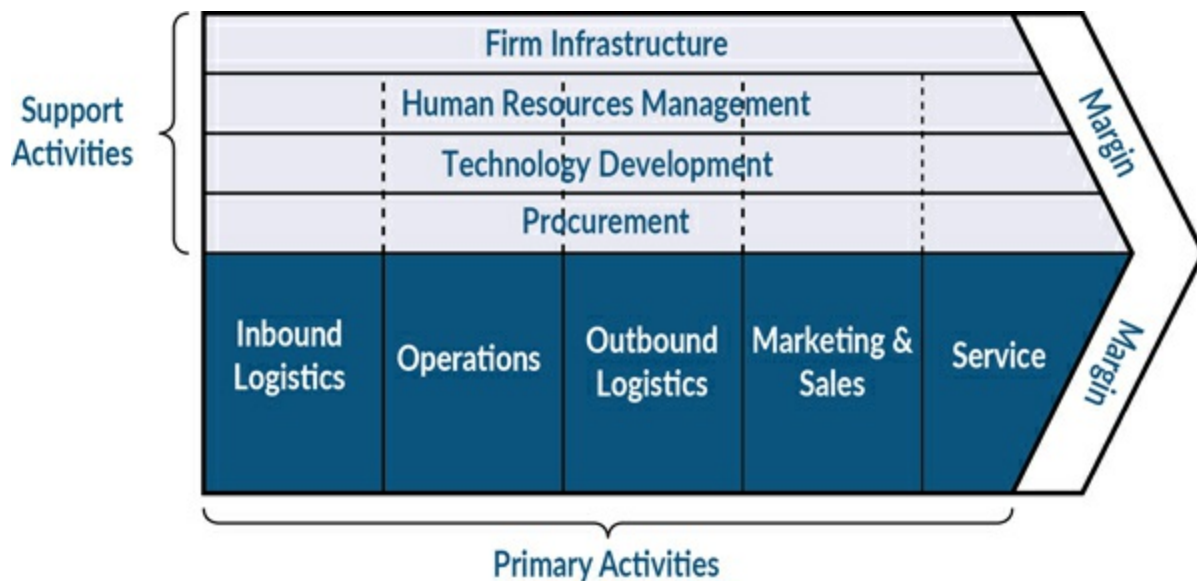 Firm Infrastructure
Support
Activities
Human Resources Management
Technology Development
Procurement
Margin
Inbound
Logistics
Operations
Outbound
Logistics
Marketing &
Sales
Service
Margin
Primary Activities